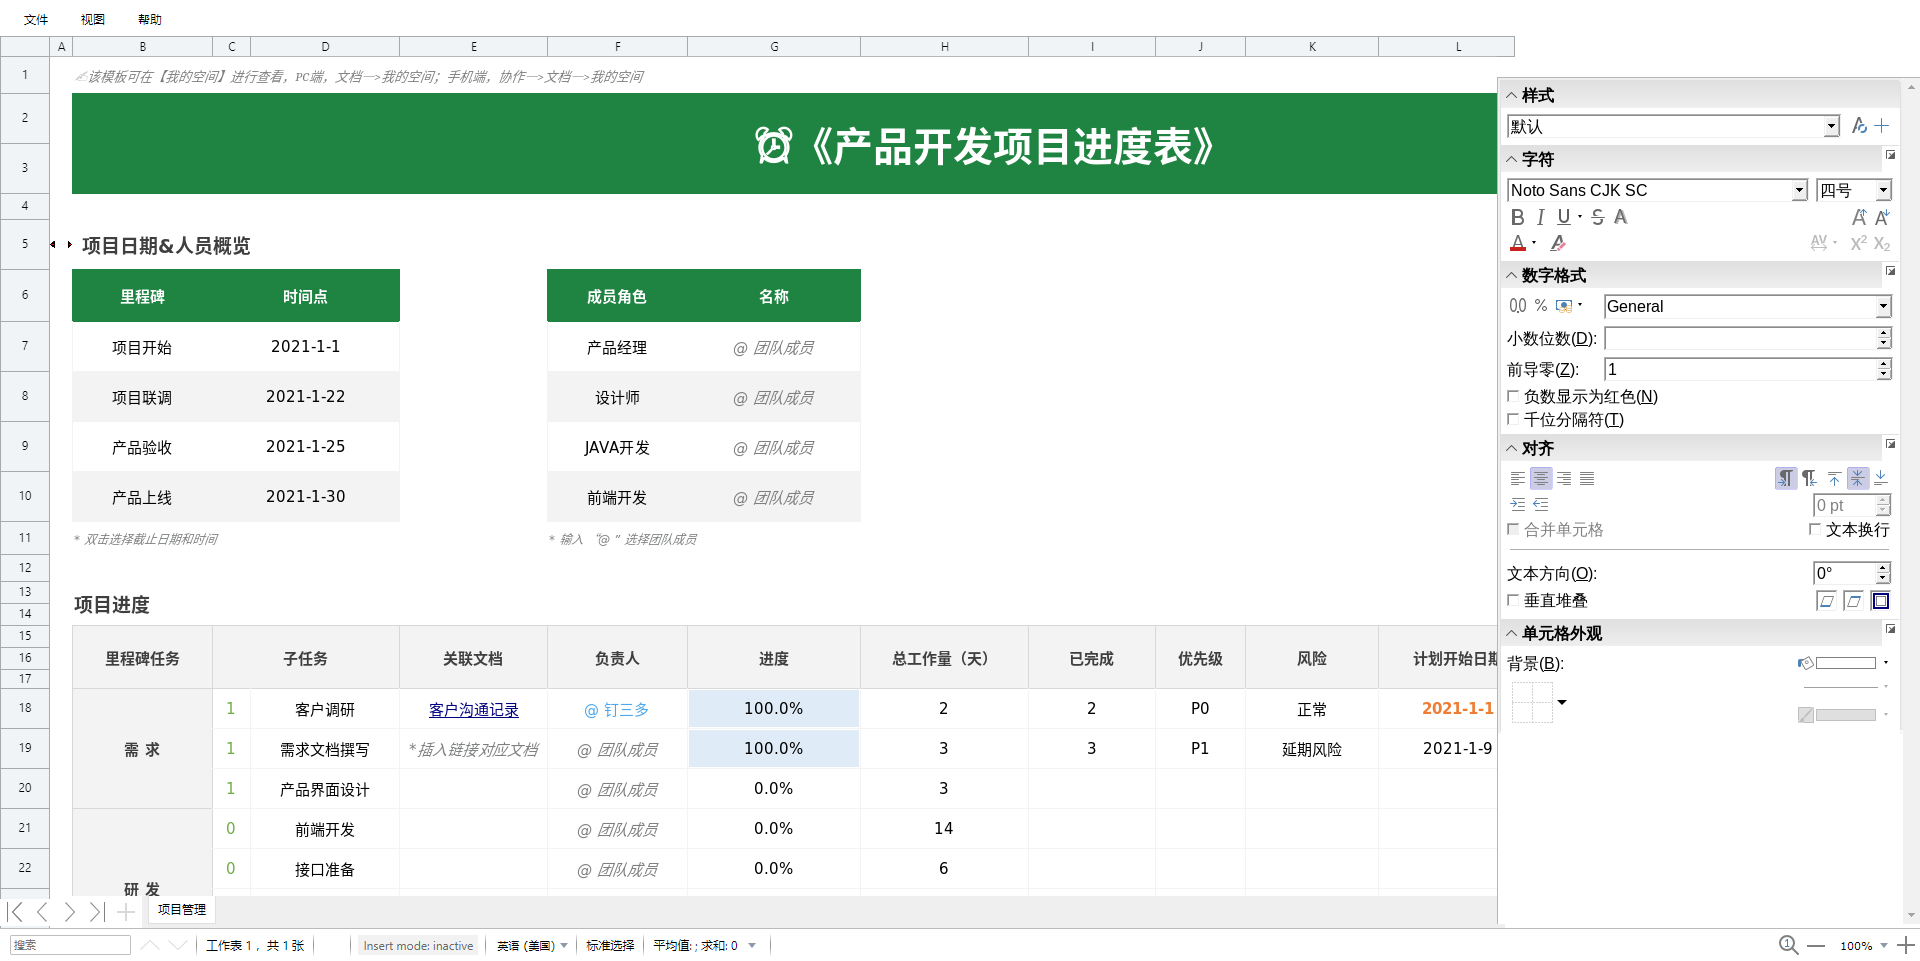 文件 视图 帮助
A B C D E F G H I J K L
1 ✍该模板可在【我的空间】进行查看，PC端，文档—>我的空间；手机端，协作—>文档—>我的空间
2
3 ⏰《产品开发项目进度表》
4
5 项目日期&人员概览
6 里程碑 时间点 成员角色 名称
7 项目开始 2021-1-1 产品经理 @ 团队成员
8 项目联调 2021-1-22 设计师 @ 团队成员
9 产品验收 2021-1-25 JAVA开发 @ 团队成员
10 产品上线 2021-1-30 前端开发 @ 团队成员
11 * 双击选择截止日期和时间 * 输入 “@ ” 选择团队成员
12
13 项目进度
14
15
16 里程碑任务 子任务 关联文档 负责人 进度 总工作量（天） 已完成 优先级 风险 计划开始日期
17
18 1 客户调研 客户沟通记录 @ 钉三多 100.0% 2 2 P0 正常 2021-1-1
19 需 求 1 需求文档撰写 *插入链接对应文档 @ 团队成员 100.0% 3 3 P1 延期风险 2021-1-9
20 1 产品界面设计 @ 团队成员 0.0% 3
21 0 前端开发 @ 团队成员 0.0% 14
22 0 接口准备 @ 团队成员 0.0% 6
研 发
样式
默认
字符
Noto Sans CJK SC 四号
B I U S A A A
A A AV X² X₂
数字格式
0.0 % General
小数位数(D):
前导零(Z): 1
负数显示为红色(N)
千位分隔符(T)
对齐
0 pt
合并单元格 文本换行
文本方向(O): 0°
垂直堆叠
单元格外观
背景(B):
项目管理
搜索 工作表 1 ，共 1 张 Insert mode: inactive 英语 (美国) 标准选择 平均值: ; 求和: 0 1 100%